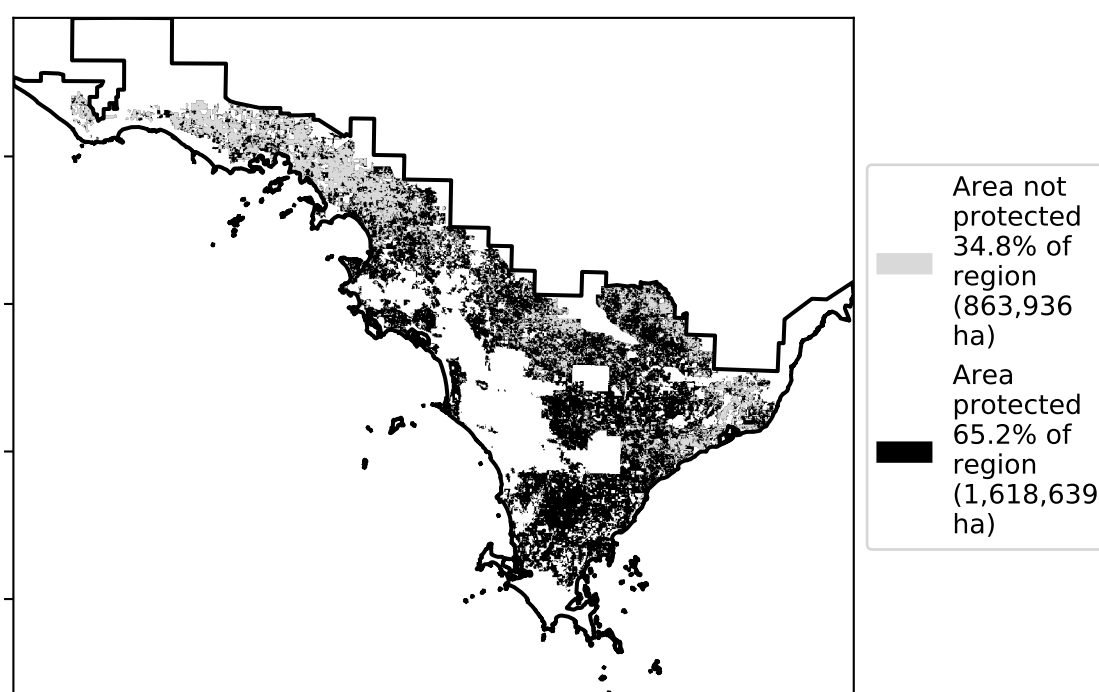 Area not
protected
34.8% of
region
(863,936
ha)
Area
protected
65.2% of
region
(1,618,639
ha)